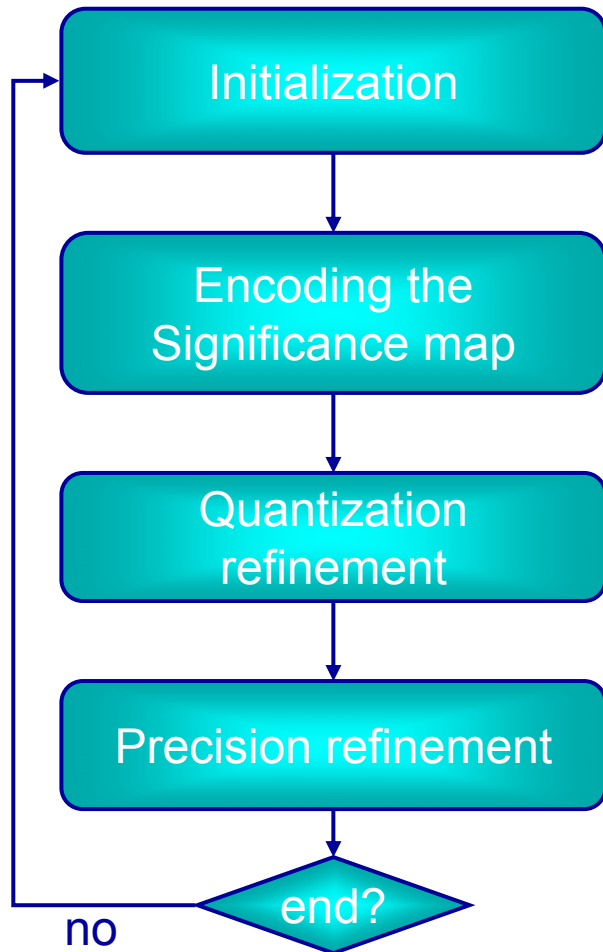 Initialization
Encoding the
Significance map
Quantization
refinement
Precision refinement
end?
no